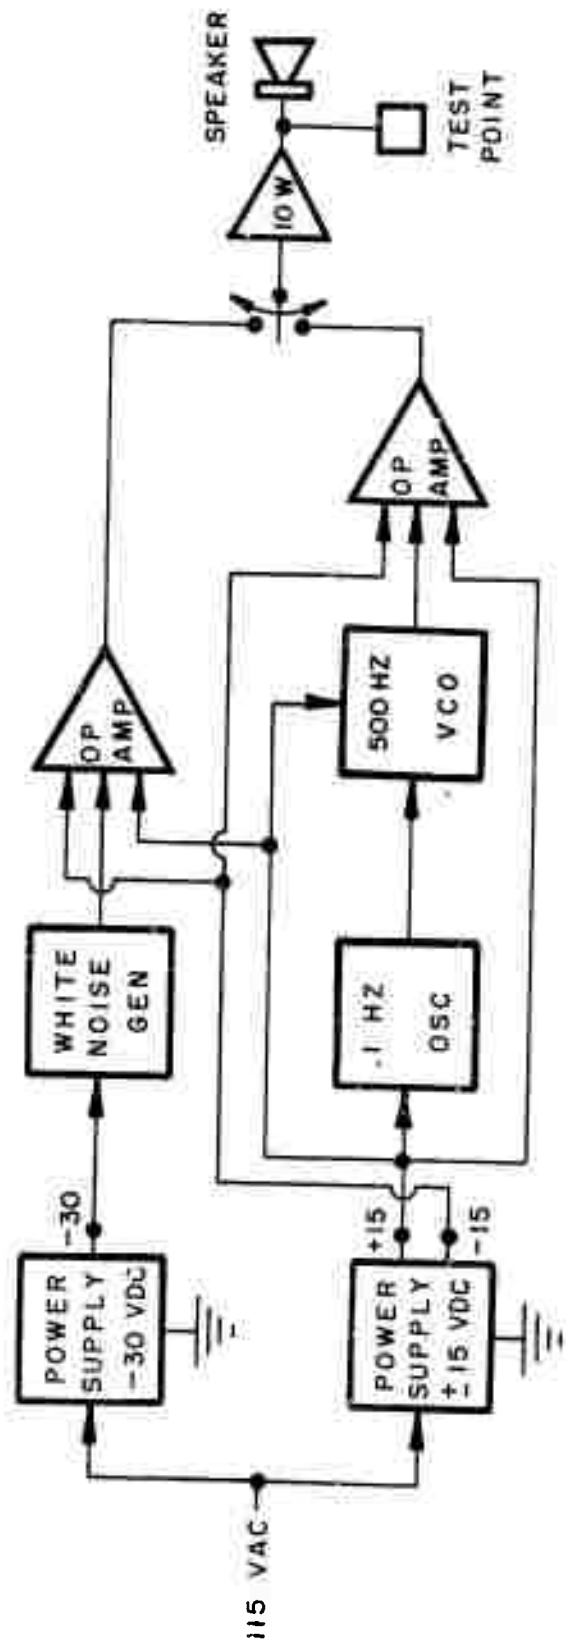 115 VAC
POWER
SUPPLY
-30 VDC
-30
WHITE
NOISE
GEN
OP
AMP
POWER
SUPPLY
±15 VDC
+15
-15
.1 HZ
OSC
500 HZ
VCO
OP
AMP
10 W
SPEAKER
TEST
POINT